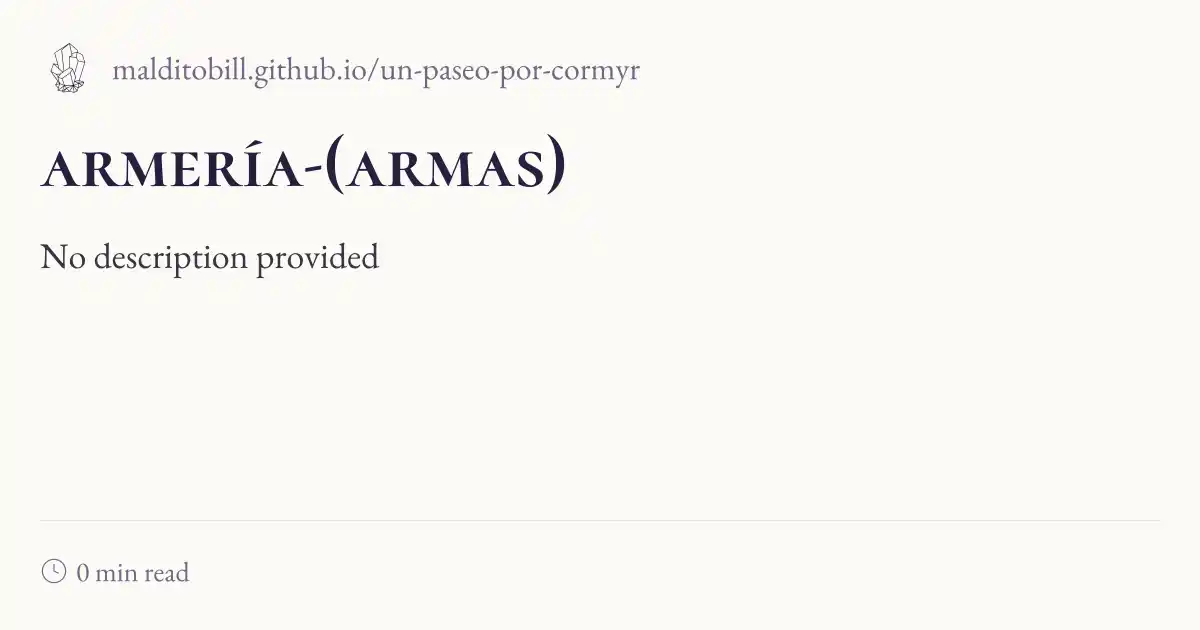 malditobill.github.io/un-paseo-por-cormyr
ARMERÍA-(ARMAS)
No description provided
0 min read